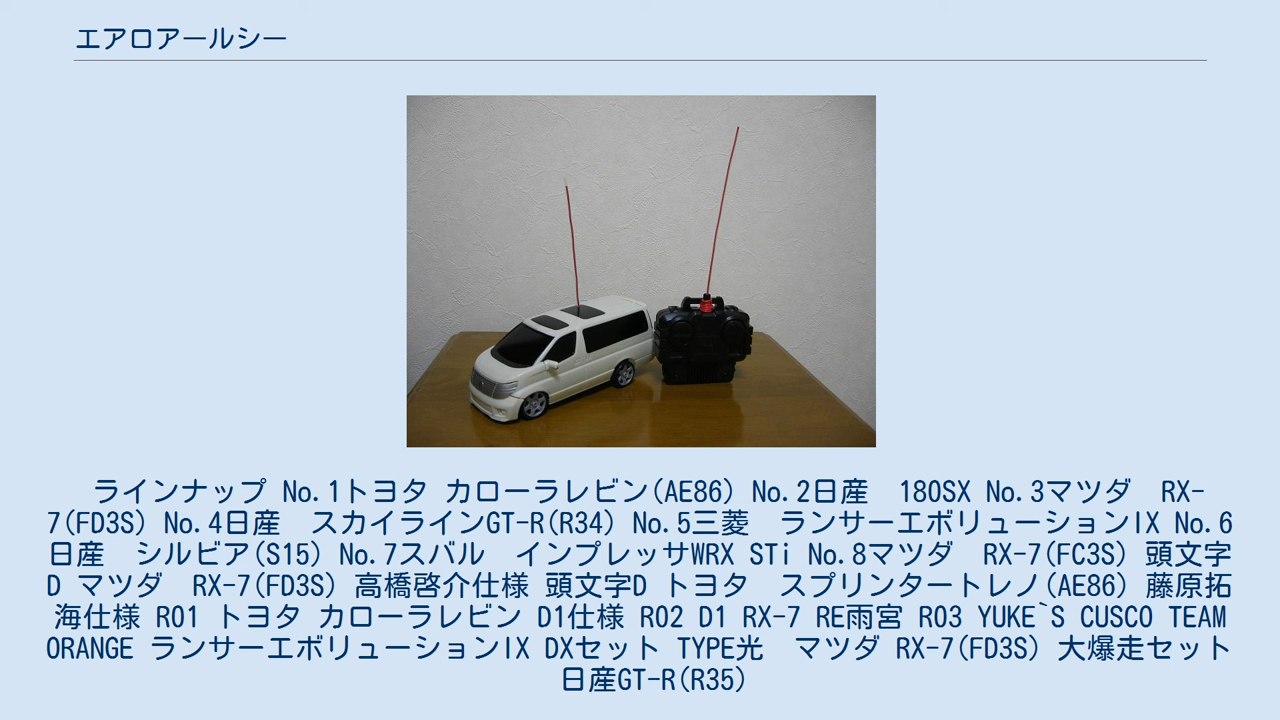 エアロアールシー
ラインナップ No.1トヨタ カローラレビン(AE86) No.2日産　180SX No.3マツダ　RX-
7(FD3S) No.4日産　スカイラインGT-R(R34) No.5三菱　ランサーエボリューションIX No.6
日産　シルビア(S15) No.7スバル　インプレッサWRX STi No.8マツダ　RX-7(FC3S) 頭文字
D マツダ　RX-7(FD3S) 高橋啓介仕様 頭文字D トヨタ　スプリンタートレノ(AE86) 藤原拓
海仕様 R01 トヨタ カローラレビン D1仕様 R02 D1 RX-7 RE雨宮 R03 YUKE`S CUSCO TEAM
ORANGE ランサーエボリューションIX DXセット TYPE光　マツダ RX-7(FD3S) 大爆走セット
日産GT-R(R35)